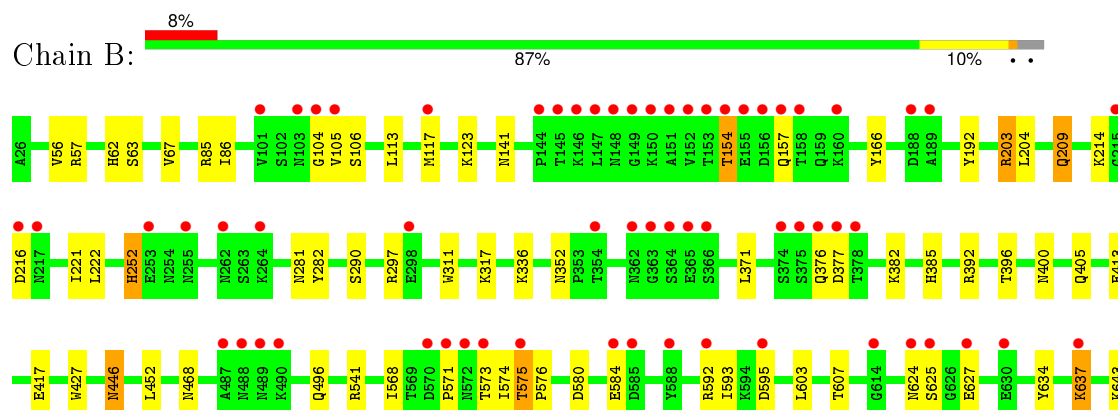 8%
Chain B:
87% 10% • •
A26 V56 R57 H62 S63 V67 R85 I86 V101 S102 N103 G104 V105 S106 L113 M117 K123 N141 P144 T145 K146 L147 N148 G149 K150 A151 V152 T153 T154 E155 D156 Q157 T158 Q159 K160 Y166 D188 A189 Y192 R203 L204 Q209 K214 G215
D216 N217 I221 L222 H252 E253 N254 N255 N262 S263 K264 N281 Y282 S290 R297 E298 W311 K317 K336 N352 P353 T354 N362 G363 S364 E365 S366 L371 S374 S375 Q376 D377 T378 K382 H385 R392 T396 N400 Q405
E417 W427 N446 L452 N468 A487 N488 N489 K490 Q496 R541 I568 T569 D570 P571 N572 T573 I574 T575 P576 D580 E584 D585 Y588 R592 I593 K594 D595 L603 T607 G614 N624 S625 G626 E627 E630 Y634 K637